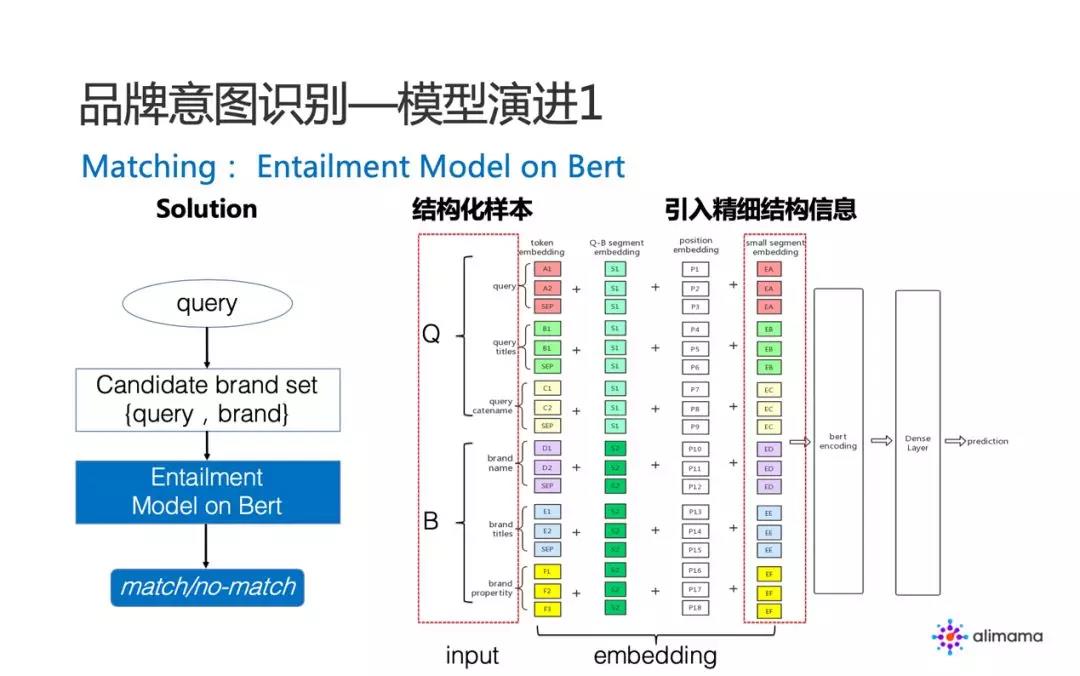 品牌意图识别—模型演进1
Matching： Entailment Model on Bert
Solution
query
Candidate brand set
{query , brand}
Entailment
Model on Bert
match/no-match
结构化样本
引入精细结构信息
token
embedding
Q-B segment
embedding
position
embedding
small segment
embedding
Q
query
A1 + S1 + P1 + EA
A2 S1 P2 EA
SEP S1 P3 EA
query
titles
B1 S1 P4 EB
B1 + S1 + P5 + EB
SEP S1 P6 EB
query
catename
C1 S1 P7 EC
C2 + S1 + P8 + EC
SEP S1 P9 EC
B
brand
name
D1 S2 P10 ED
D2 + S2 + P11 + ED
SEP S2 P12 ED
brand
titles
E1 S2 P13 EE
E2 + S2 + P14 + EE
SEP S2 P15 EE
brand
propertity
F1 S2 P16 EF
F2 + S2 + P17 + EF
F3 S2 P18 EF
bert
encoding
Dense
Layer
prediction
input
embedding
alimama